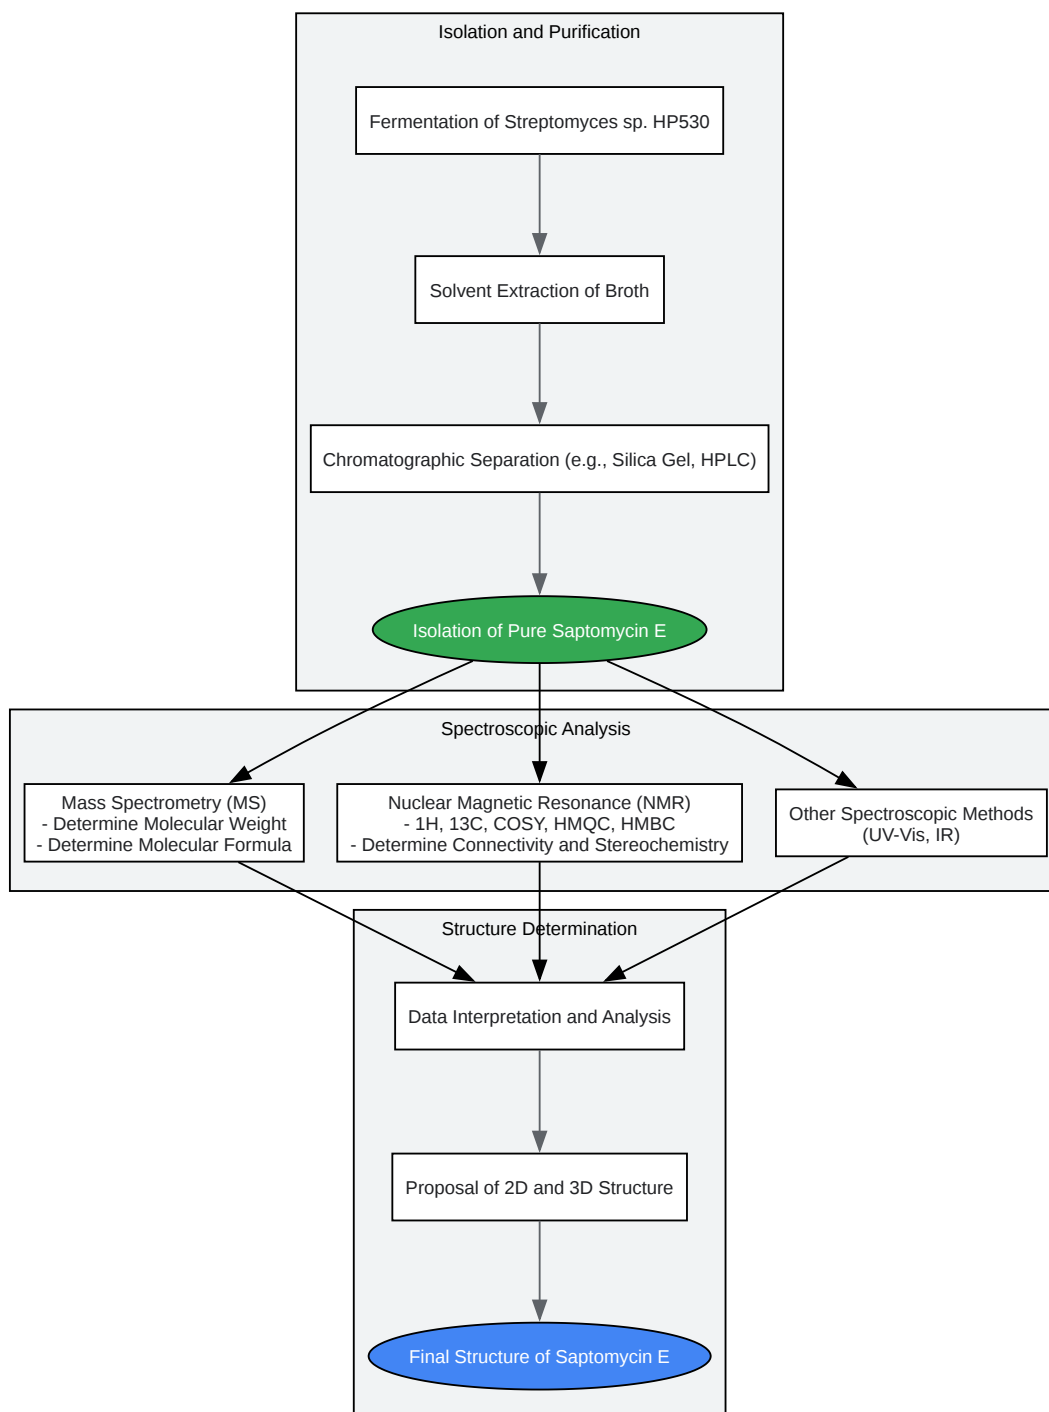 Isolation and Purification
Fermentation of Streptomyces sp. HP530
Solvent Extraction of Broth
Chromatographic Separation (e.g., Silica Gel, HPLC)
Isolation of Pure Saptomycin E
Spectroscopic Analysis
Mass Spectrometry (MS)
- Determine Molecular Weight
- Determine Molecular Formula
Nuclear Magnetic Resonance (NMR)
- 1H, 13C, COSY, HMQC, HMBC
- Determine Connectivity and Stereochemistry
Other Spectroscopic Methods
(UV-Vis, IR)
Structure Determination
Data Interpretation and Analysis
Proposal of 2D and 3D Structure
Final Structure of Saptomycin E